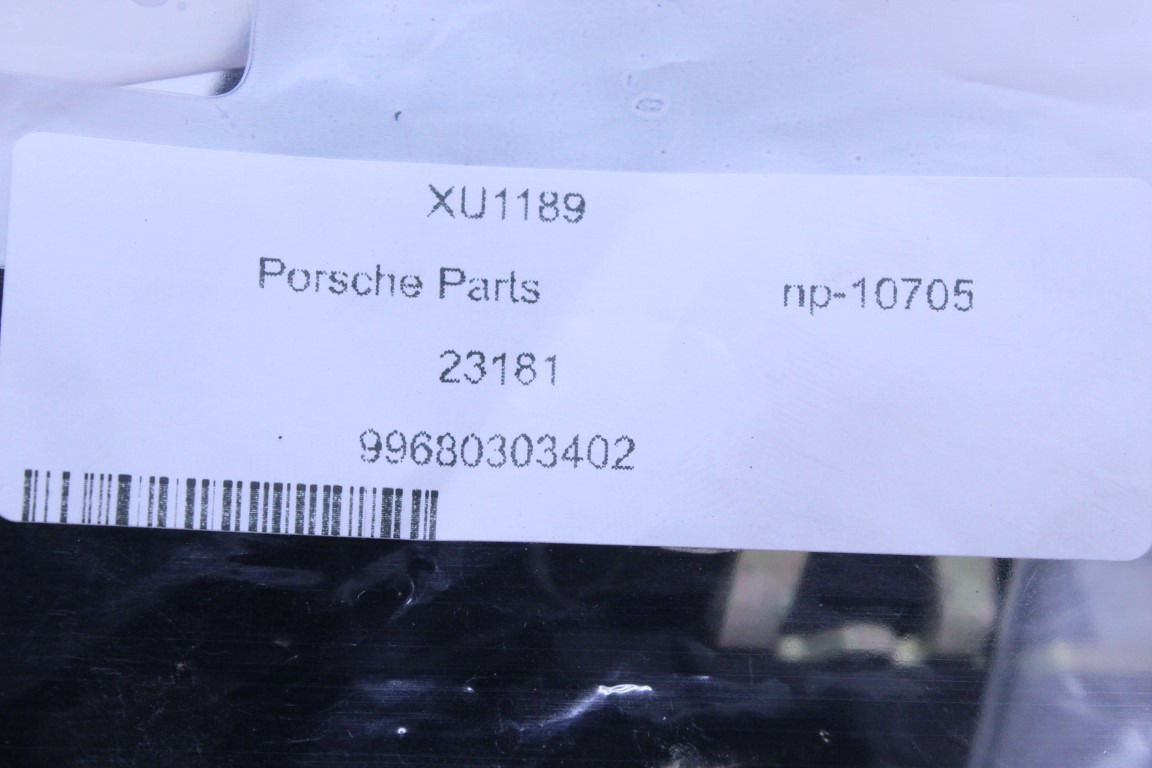 XU1189
Porsche Parts np-10705
23181
99680303402